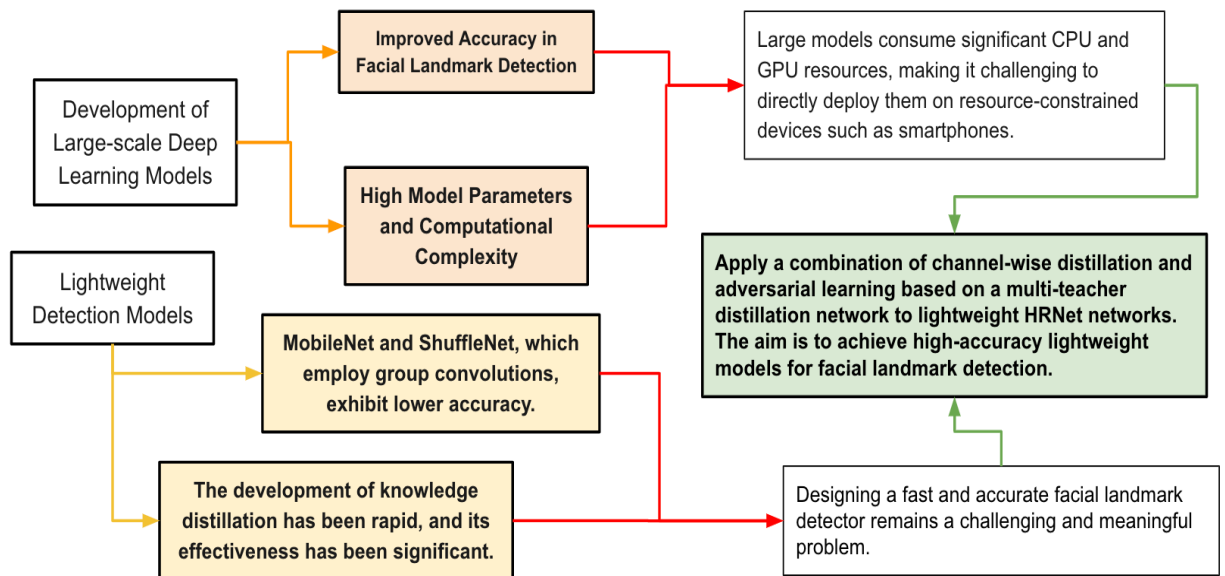 Development of
Large-scale Deep
Learning Models
Improved Accuracy in
Facial Landmark Detection
High Model Parameters
and Computational
Complexity
Large models consume significant CPU and
GPU resources, making it challenging to
directly deploy them on resource-constrained
devices such as smartphones.
Lightweight
Detection Models
MobileNet and ShuffleNet, which
employ group convolutions,
exhibit lower accuracy.
The development of knowledge
distillation has been rapid, and its
effectiveness has been significant.
Designing a fast and accurate facial landmark
detector remains a challenging and meaningful
problem.
Apply a combination of channel-wise distillation and
adversarial learning based on a multi-teacher
distillation network to lightweight HRNet networks.
The aim is to achieve high-accuracy lightweight
models for facial landmark detection.